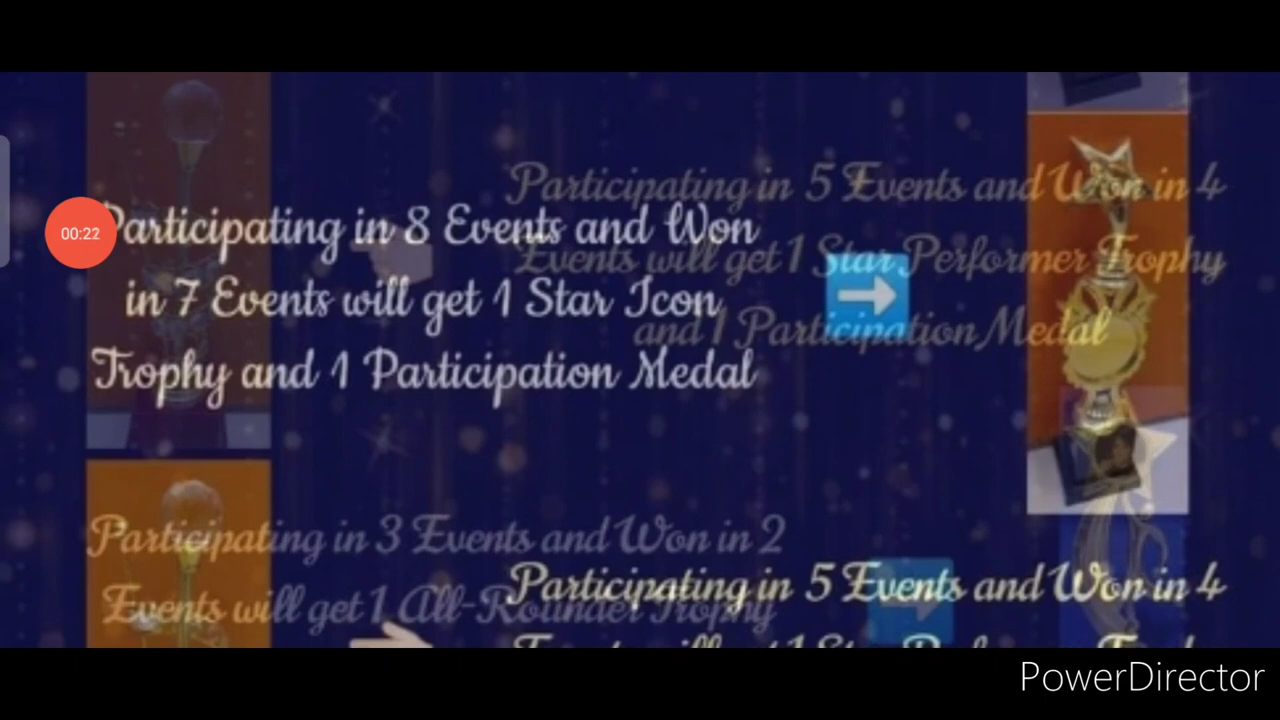 Participating in 5 Events and Won in 4
Events will get 1 Star Performer Trophy
and 1 Participation Medal
00:22
Participating in 8 Events and Won
in 7 Events will get 1 Star Icon
Trophy and 1 Participation Medal
Participating in 3 Events and Won in 2
Events will get 1 All-Rounder Trophy
Participating in 5 Events and Won in 4
PowerDirector